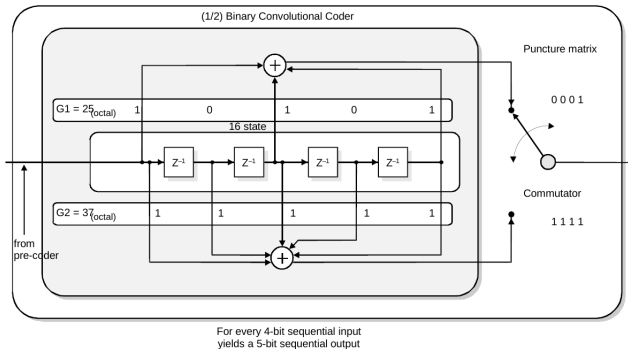 (1/2) Binary Convolutional Coder
Puncture matrix
0 0 0 1
G1 = 25(octal) 1 0 1 0 1
16 state
Z–1 Z–1 Z–1 Z–1
Commutator
G2 = 37(octal) 1 1 1 1 1
1 1 1 1
from
pre-coder
For every 4-bit sequential input
yields a 5-bit sequential output